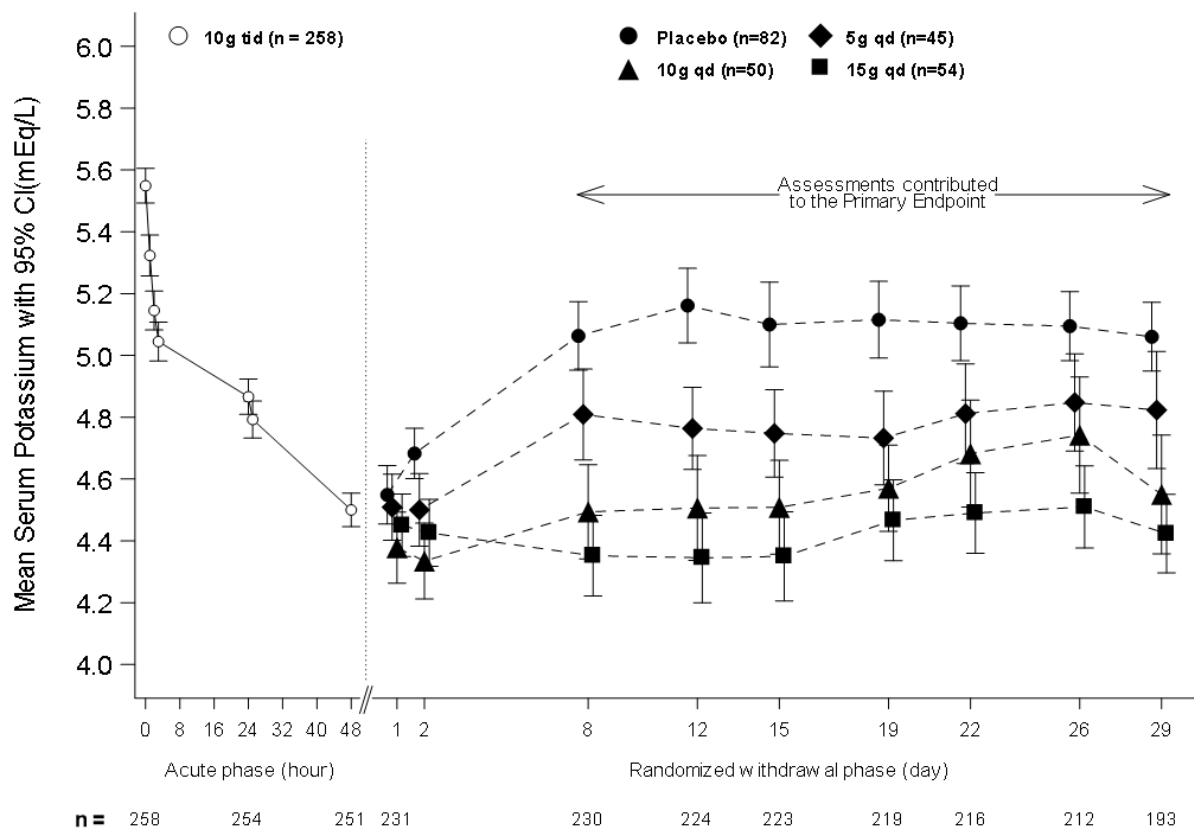 Mean Serum Potassium with 95% CI(mEq/L)
6.0
5.8
5.6
5.4
5.2
5.0
4.8
4.6
4.4
4.2
4.0
10g tid (n = 258)
Placebo (n=82) 5g qd (n=45)
10g qd (n=50) 15g qd (n=54)
Assessments contributed
to the Primary Endpoint
0 8 16 24 32 40 48 // 1 2 8 12 15 19 22 26 29
Acute phase (hour) Randomized withdrawal phase (day)
n = 258 254 251 231 230 224 223 219 216 212 193